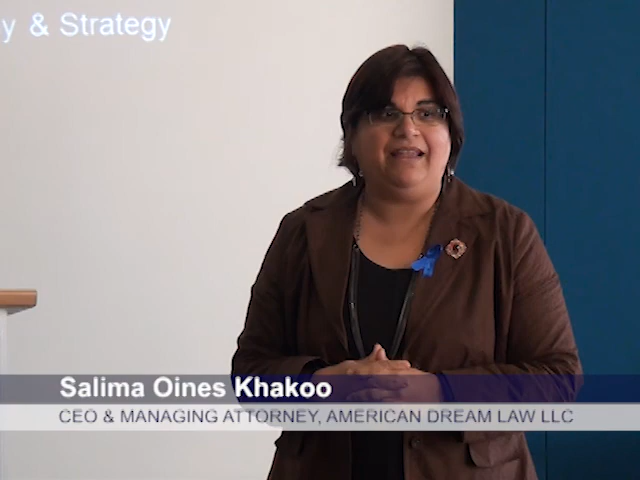 & Strategy
Salima Oines Khakoo
CEO & MANAGING ATTORNEY, AMERICAN DREAM LAW LLC